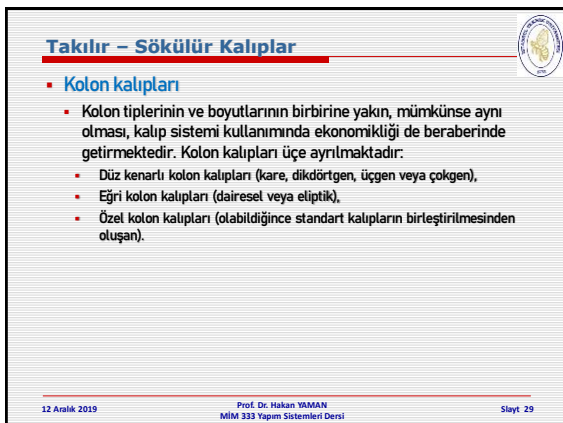 Takılır – Sökülür Kalıplar
Kolon kalıpları
Kolon tiplerinin ve boyutlarının birbirine yakın, mümkünse aynı
olması, kalıp sistemi kullanımında ekonomikliği de beraberinde
getirmektedir. Kolon kalıpları üçe ayrılmaktadır:
Düz kenarlı kolon kalıpları (kare, dikdörtgen, üçgen veya çokgen),
Eğri kolon kalıpları (dairesel veya eliptik),
Özel kolon kalıpları (olabildiğince standart kalıpların birleştirilmesinden
oluşan).
12 Aralık 2019
Prof. Dr. Hakan YAMAN
MİM 333 Yapım Sistemleri Dersi
Slayt 29